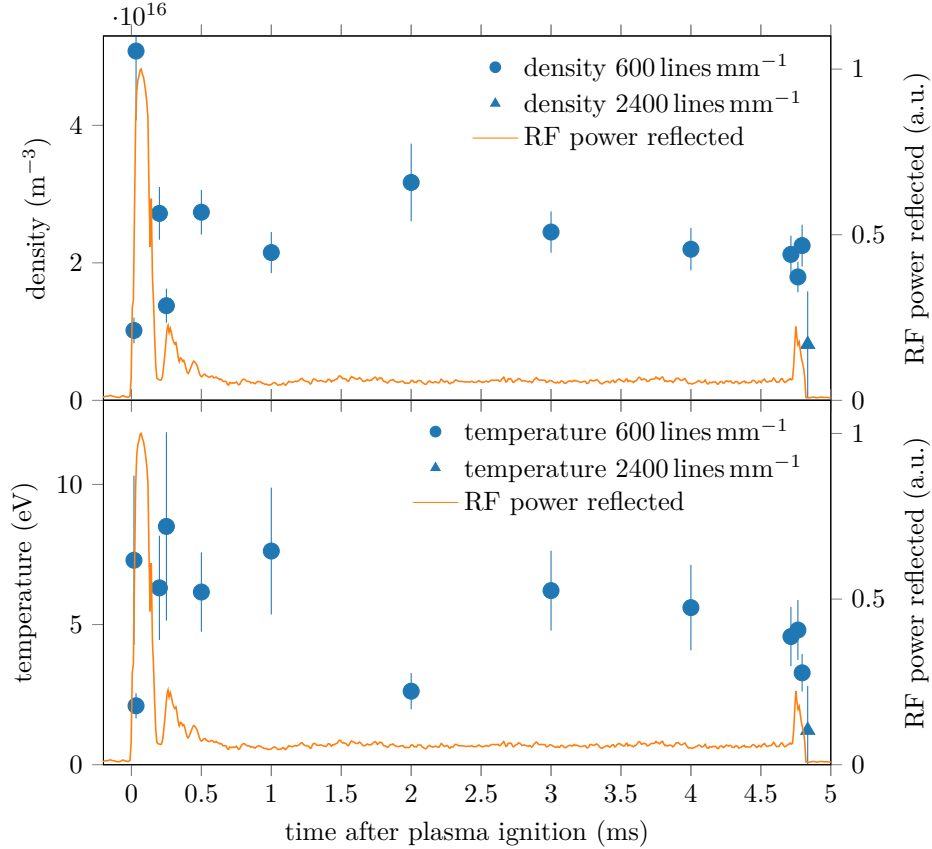 ·10¹⁶
density 600 lines mm⁻¹
density 2400 lines mm⁻¹
RF power reflected
density (m⁻³)
0
2
4
0
0.5
1
RF power reflected (a.u.)
temperature 600 lines mm⁻¹
temperature 2400 lines mm⁻¹
RF power reflected
temperature (eV)
0
5
10
0
0.5
1
RF power reflected (a.u.)
0 0.5 1 1.5 2 2.5 3 3.5 4 4.5 5
time after plasma ignition (ms)